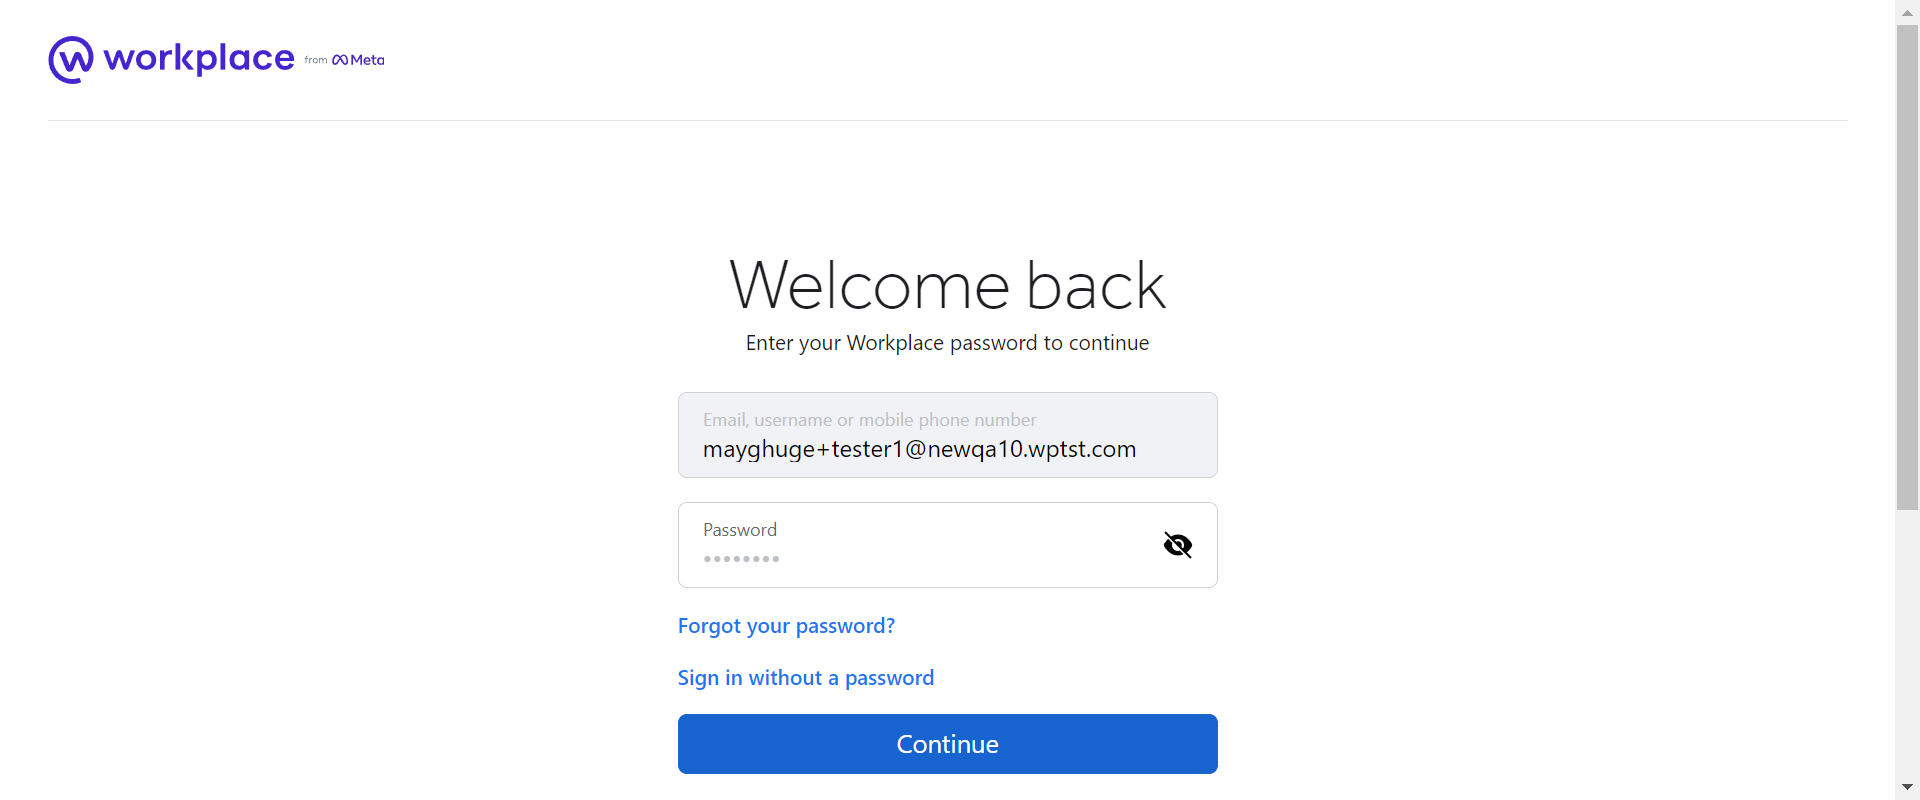 workplace from Meta
Welcome back
Enter your Workplace password to continue
Email, username or mobile phone number
mayghuge+tester1@newqa10.wptst.com
Password
••••••••
Forgot your password?
Sign in without a password
Continue